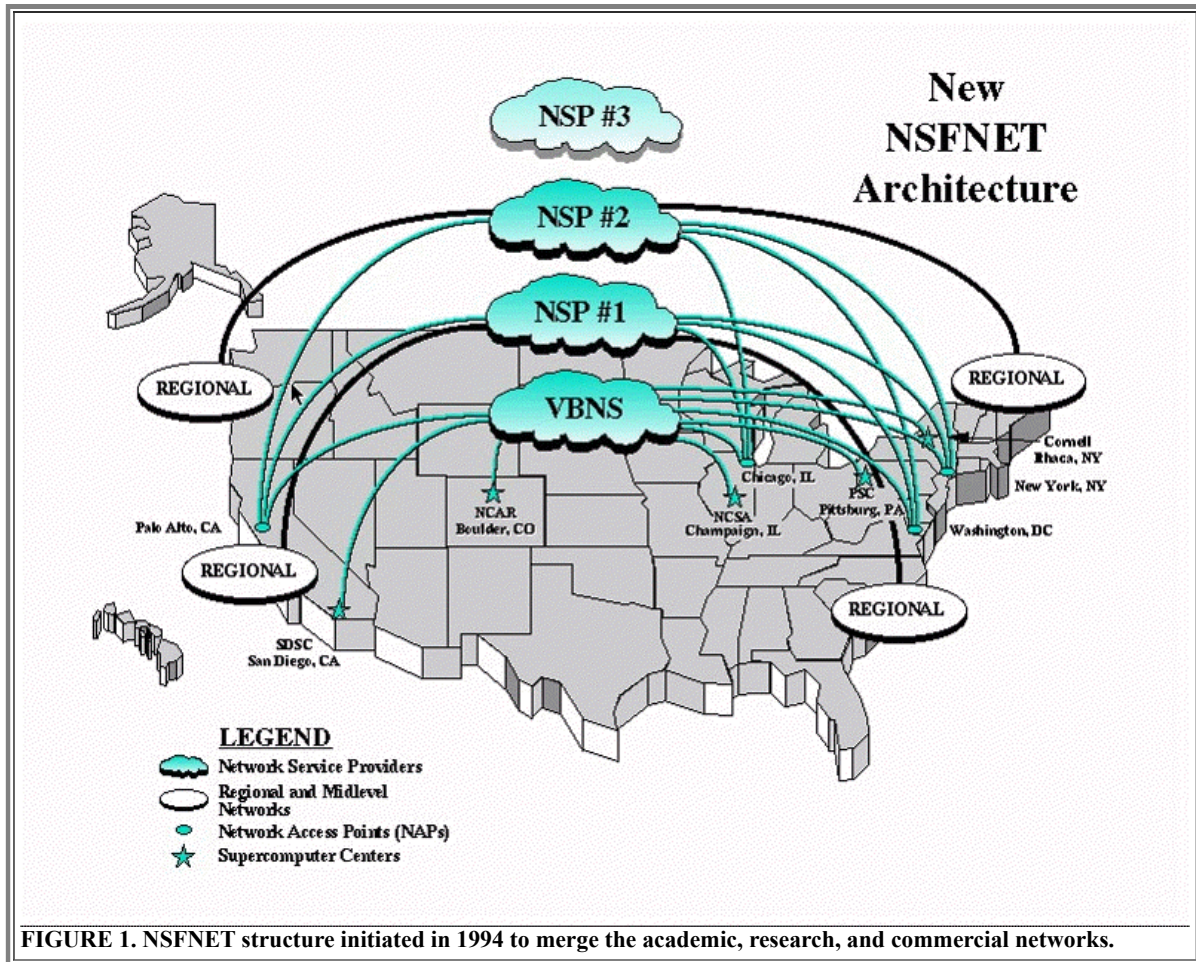 New
NSFNET
Architecture
NSP #3
NSP #2
NSP #1
VBNS
REGIONAL
REGIONAL
Cornell
Ithaca, NY
Chicago, IL
New York, NY
PSC
Pittsburg, PA
NCAR
Boulder, CO
NCSA
Champaign, IL
Palo Alto, CA
Washington, DC
REGIONAL
REGIONAL
SDSC
San Diego, CA
LEGEND
Network Service Providers
Regional and Midlevel
Networks
Network Access Points (NAPs)
Supercomputer Centers
FIGURE 1. NSFNET structure initiated in 1994 to merge the academic, research, and commercial networks.